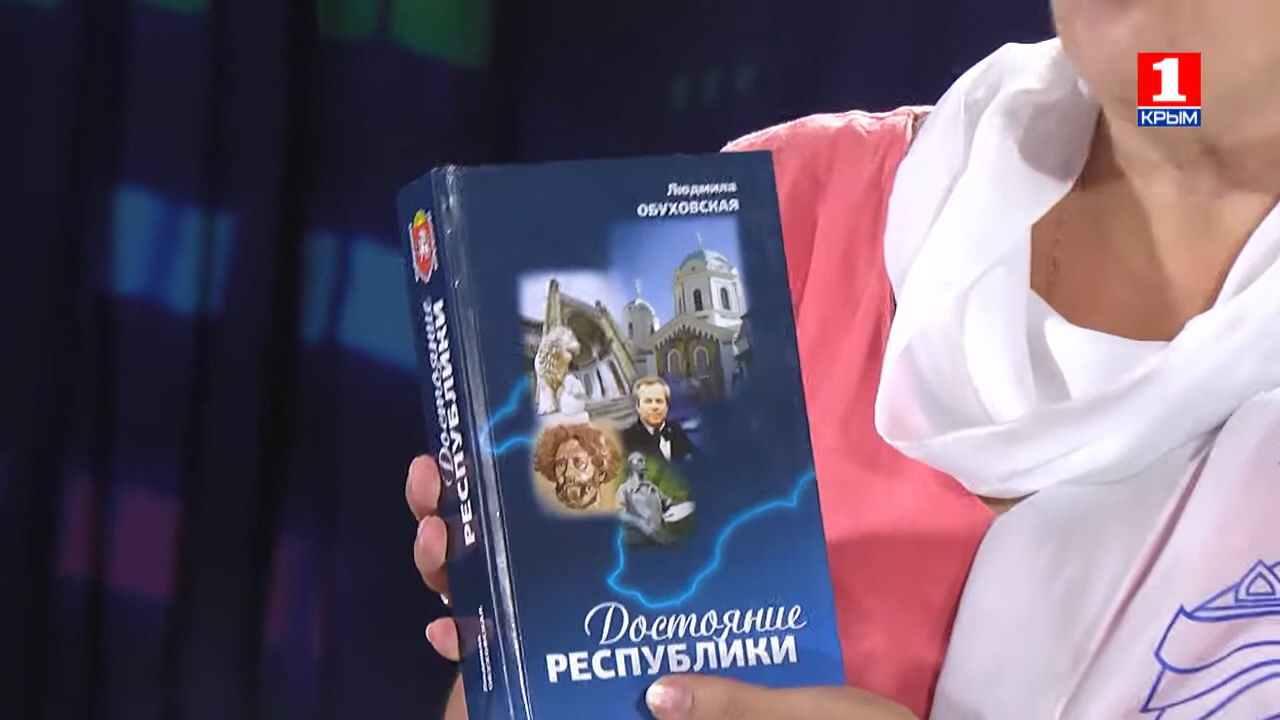 1
КРЫМ
Людмила
ОБУХОВСКАЯ
Достояние
РЕСПУБЛИКИ
Достояние
РЕСПУБЛИКИ